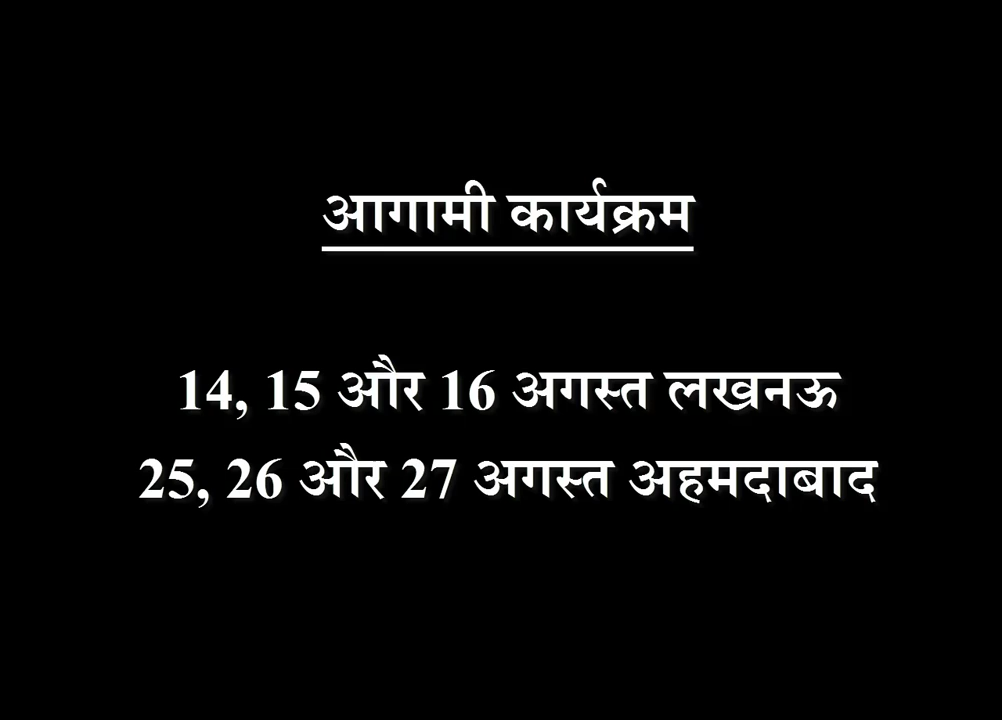 आगामी कार्यक्रम
14, 15 और 16 अगस्त लखनऊ
25, 26 और 27 अगस्त अहमदाबाद